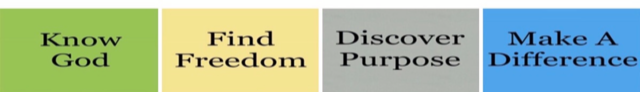 Know
God
Find
Freedom
Discover
Purpose
Make A
Difference